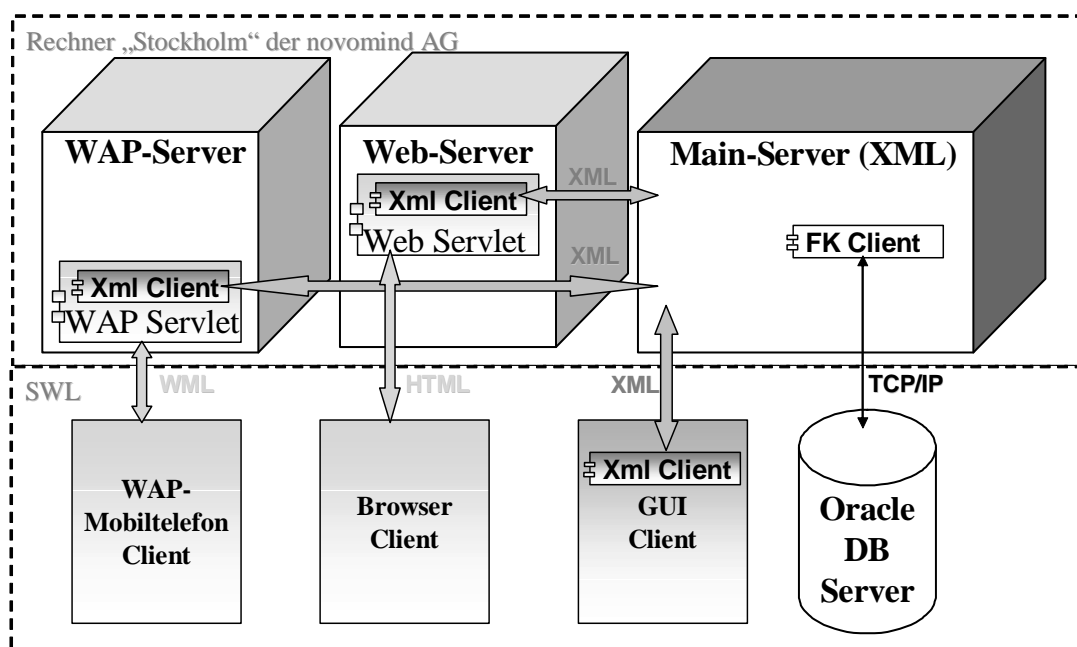 Rechner „Stockholm“ der novomind AG
WAP-Server
Web-Server
Main-Server (XML)
Xml Client
Web Servlet
XML
FK Client
XML
Xml Client
WAP Servlet
SWL
WML
HTML
XML
TCP/IP
WAP-
Mobiltelefon
Client
Browser
Client
Xml Client
GUI
Client
Oracle
DB
Server